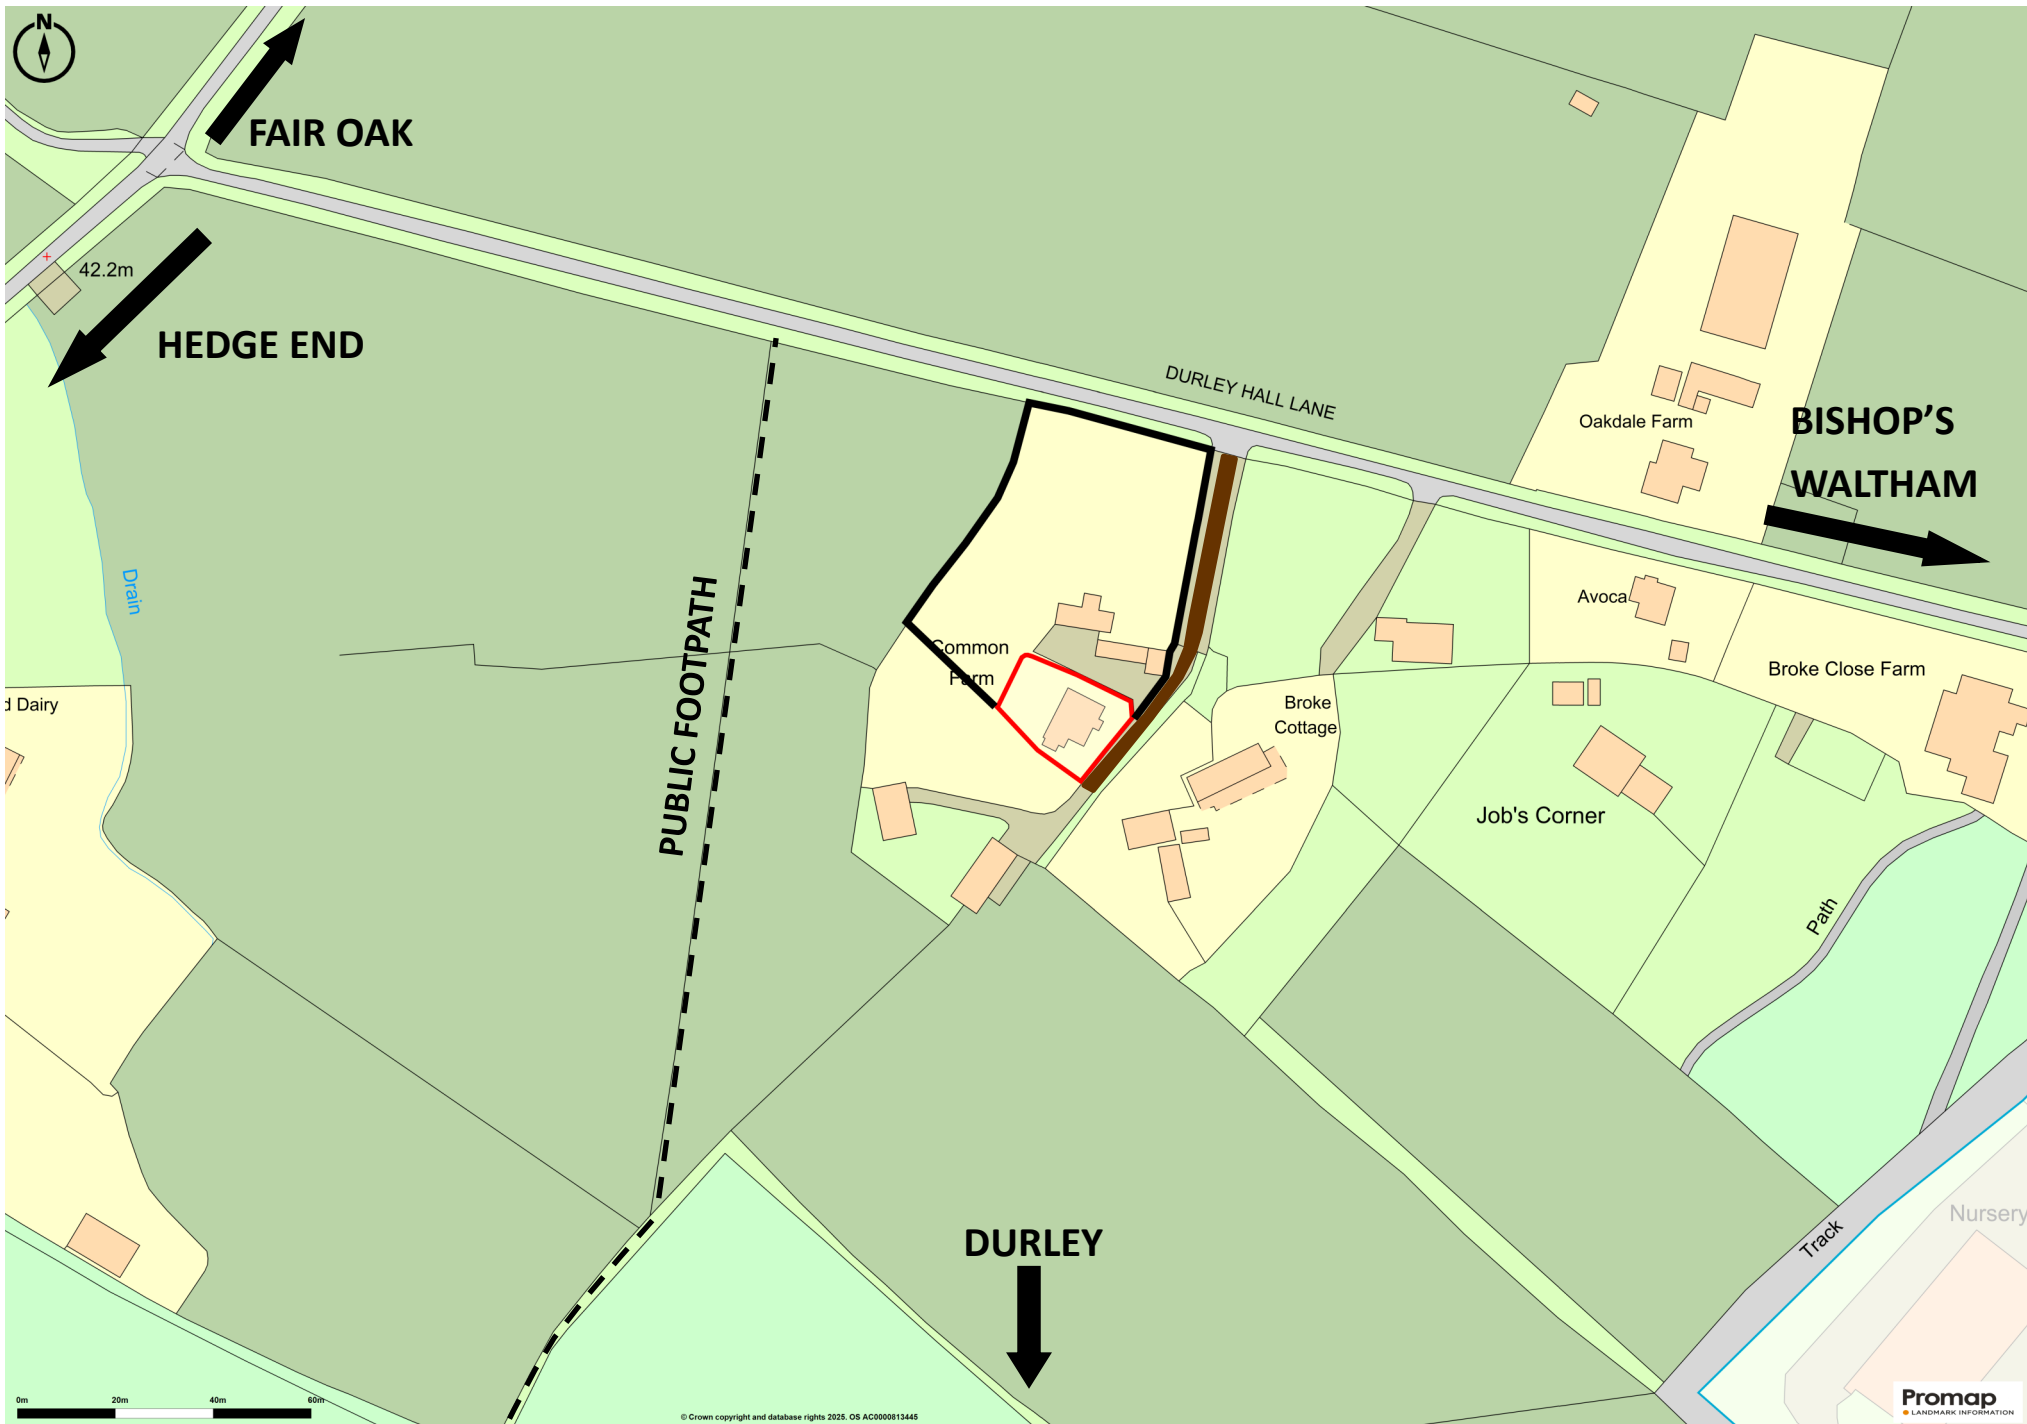 N
FAIR OAK
42.2m
HEDGE END
DURLEY HALL LANE
Oakdale Farm
BISHOP'S
WALTHAM
Drain
PUBLIC FOOTPATH
Common
Farm
Avoca
Broke Close Farm
d Dairy
Broke
Cottage
Job's Corner
Path
Nursery
Track
DURLEY
0m 20m 40m 60m
© Crown copyright and database rights 2025. OS AC0000813445
Promap
LANDMARK INFORMATION